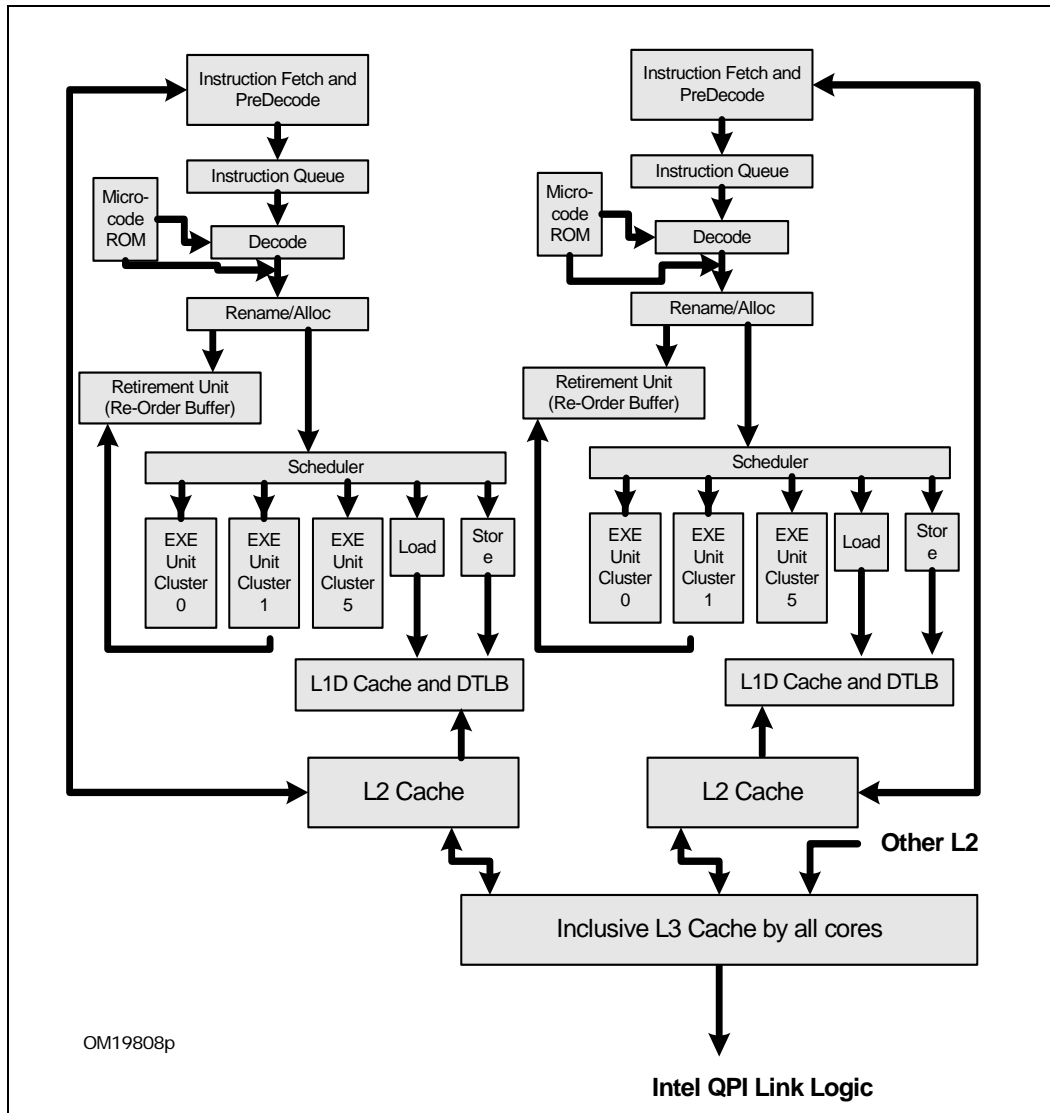 Instruction Fetch and
PreDecode
Instruction Queue
Micro-
code
ROM
Decode
Rename/Alloc
Retirement Unit
(Re-Order Buffer)
Scheduler
EXE
Unit
Cluster
0
EXE
Unit
Cluster
1
EXE
Unit
Cluster
5
Load
Stor
e
L1D Cache and DTLB
L2 Cache
Instruction Fetch and
PreDecode
Instruction Queue
Micro-
code
ROM
Decode
Rename/Alloc
Retirement Unit
(Re-Order Buffer)
Scheduler
EXE
Unit
Cluster
0
EXE
Unit
Cluster
1
EXE
Unit
Cluster
5
Load
Stor
e
L1D Cache and DTLB
L2 Cache
Other L2
Inclusive L3 Cache by all cores
OM19808p
Intel QPI Link Logic